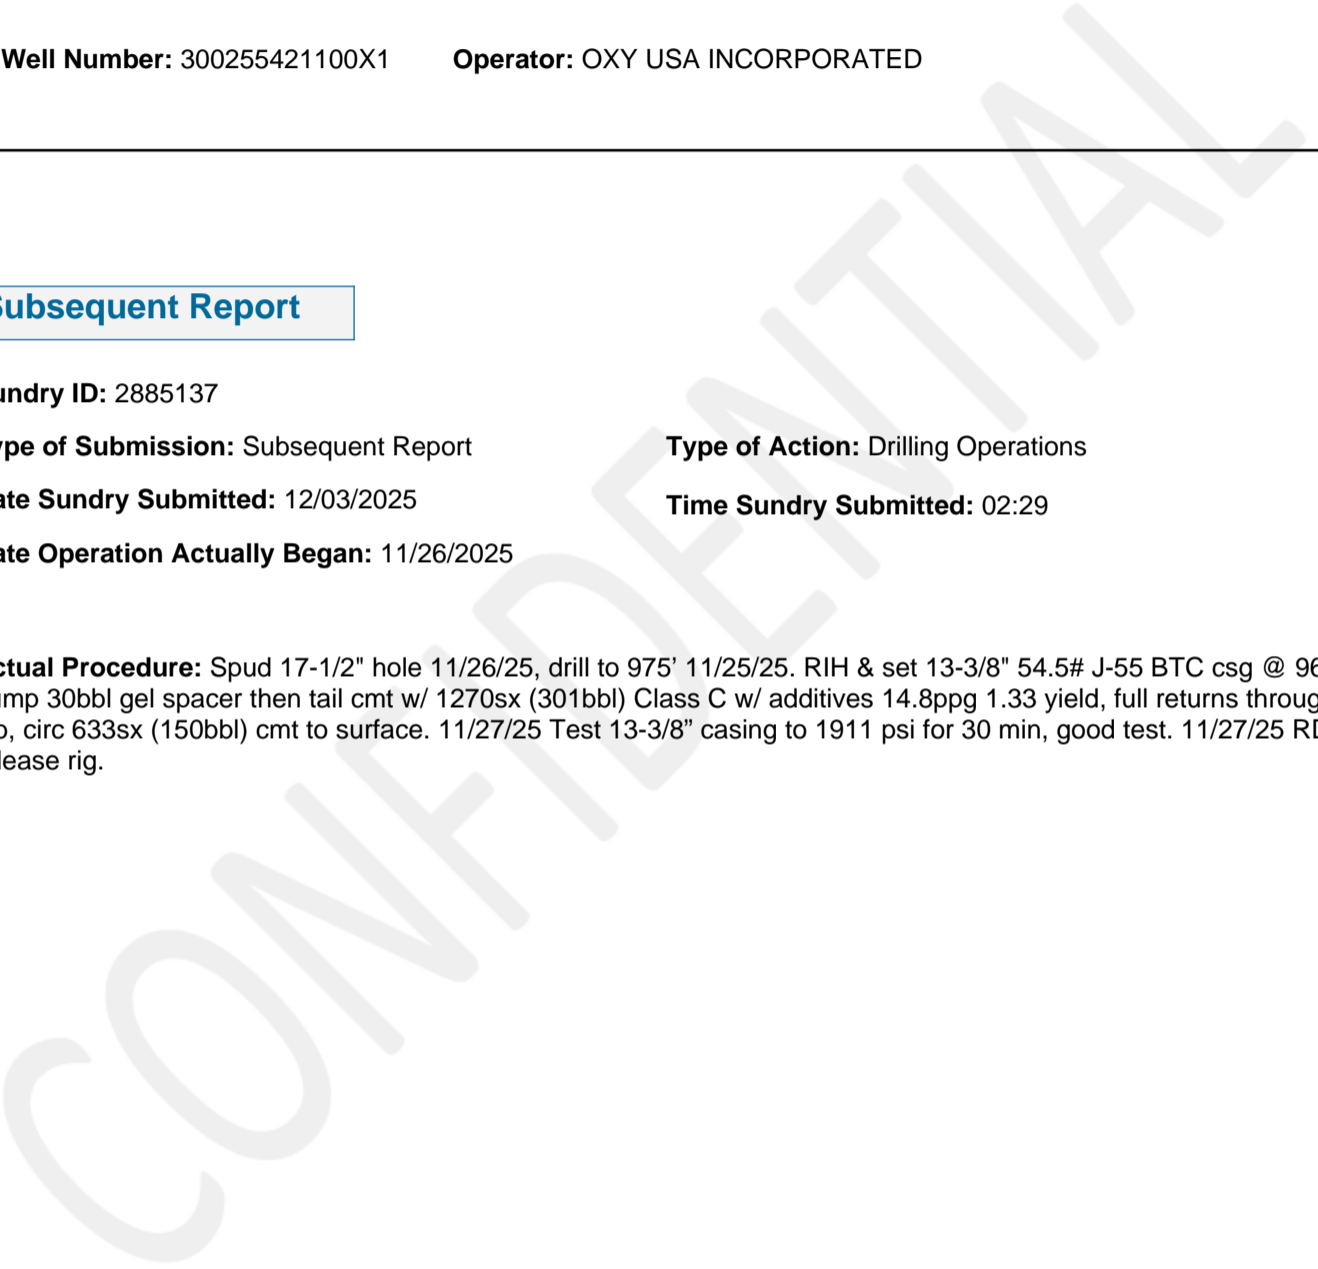 Well Number: 300255421100X1 Operator: OXY USA INCORPORATED
Subsequent Report
undry ID: 2885137
ype of Submission: Subsequent Report Type of Action: Drilling Operations
ate Sundry Submitted: 12/03/2025 Time Sundry Submitted: 02:29
ate Operation Actually Began: 11/26/2025
ctual Procedure: Spud 17-1/2" hole 11/26/25, drill to 975’ 11/25/25. RIH & set 13-3/8" 54.5# J-55 BTC csg @ 96
ump 30bbl gel spacer then tail cmt w/ 1270sx (301bbl) Class C w/ additives 14.8ppg 1.33 yield, full returns throug
o, circ 633sx (150bbl) cmt to surface. 11/27/25 Test 13-3/8” casing to 1911 psi for 30 min, good test. 11/27/25 RD
lease rig.
CONFIDENTIAL